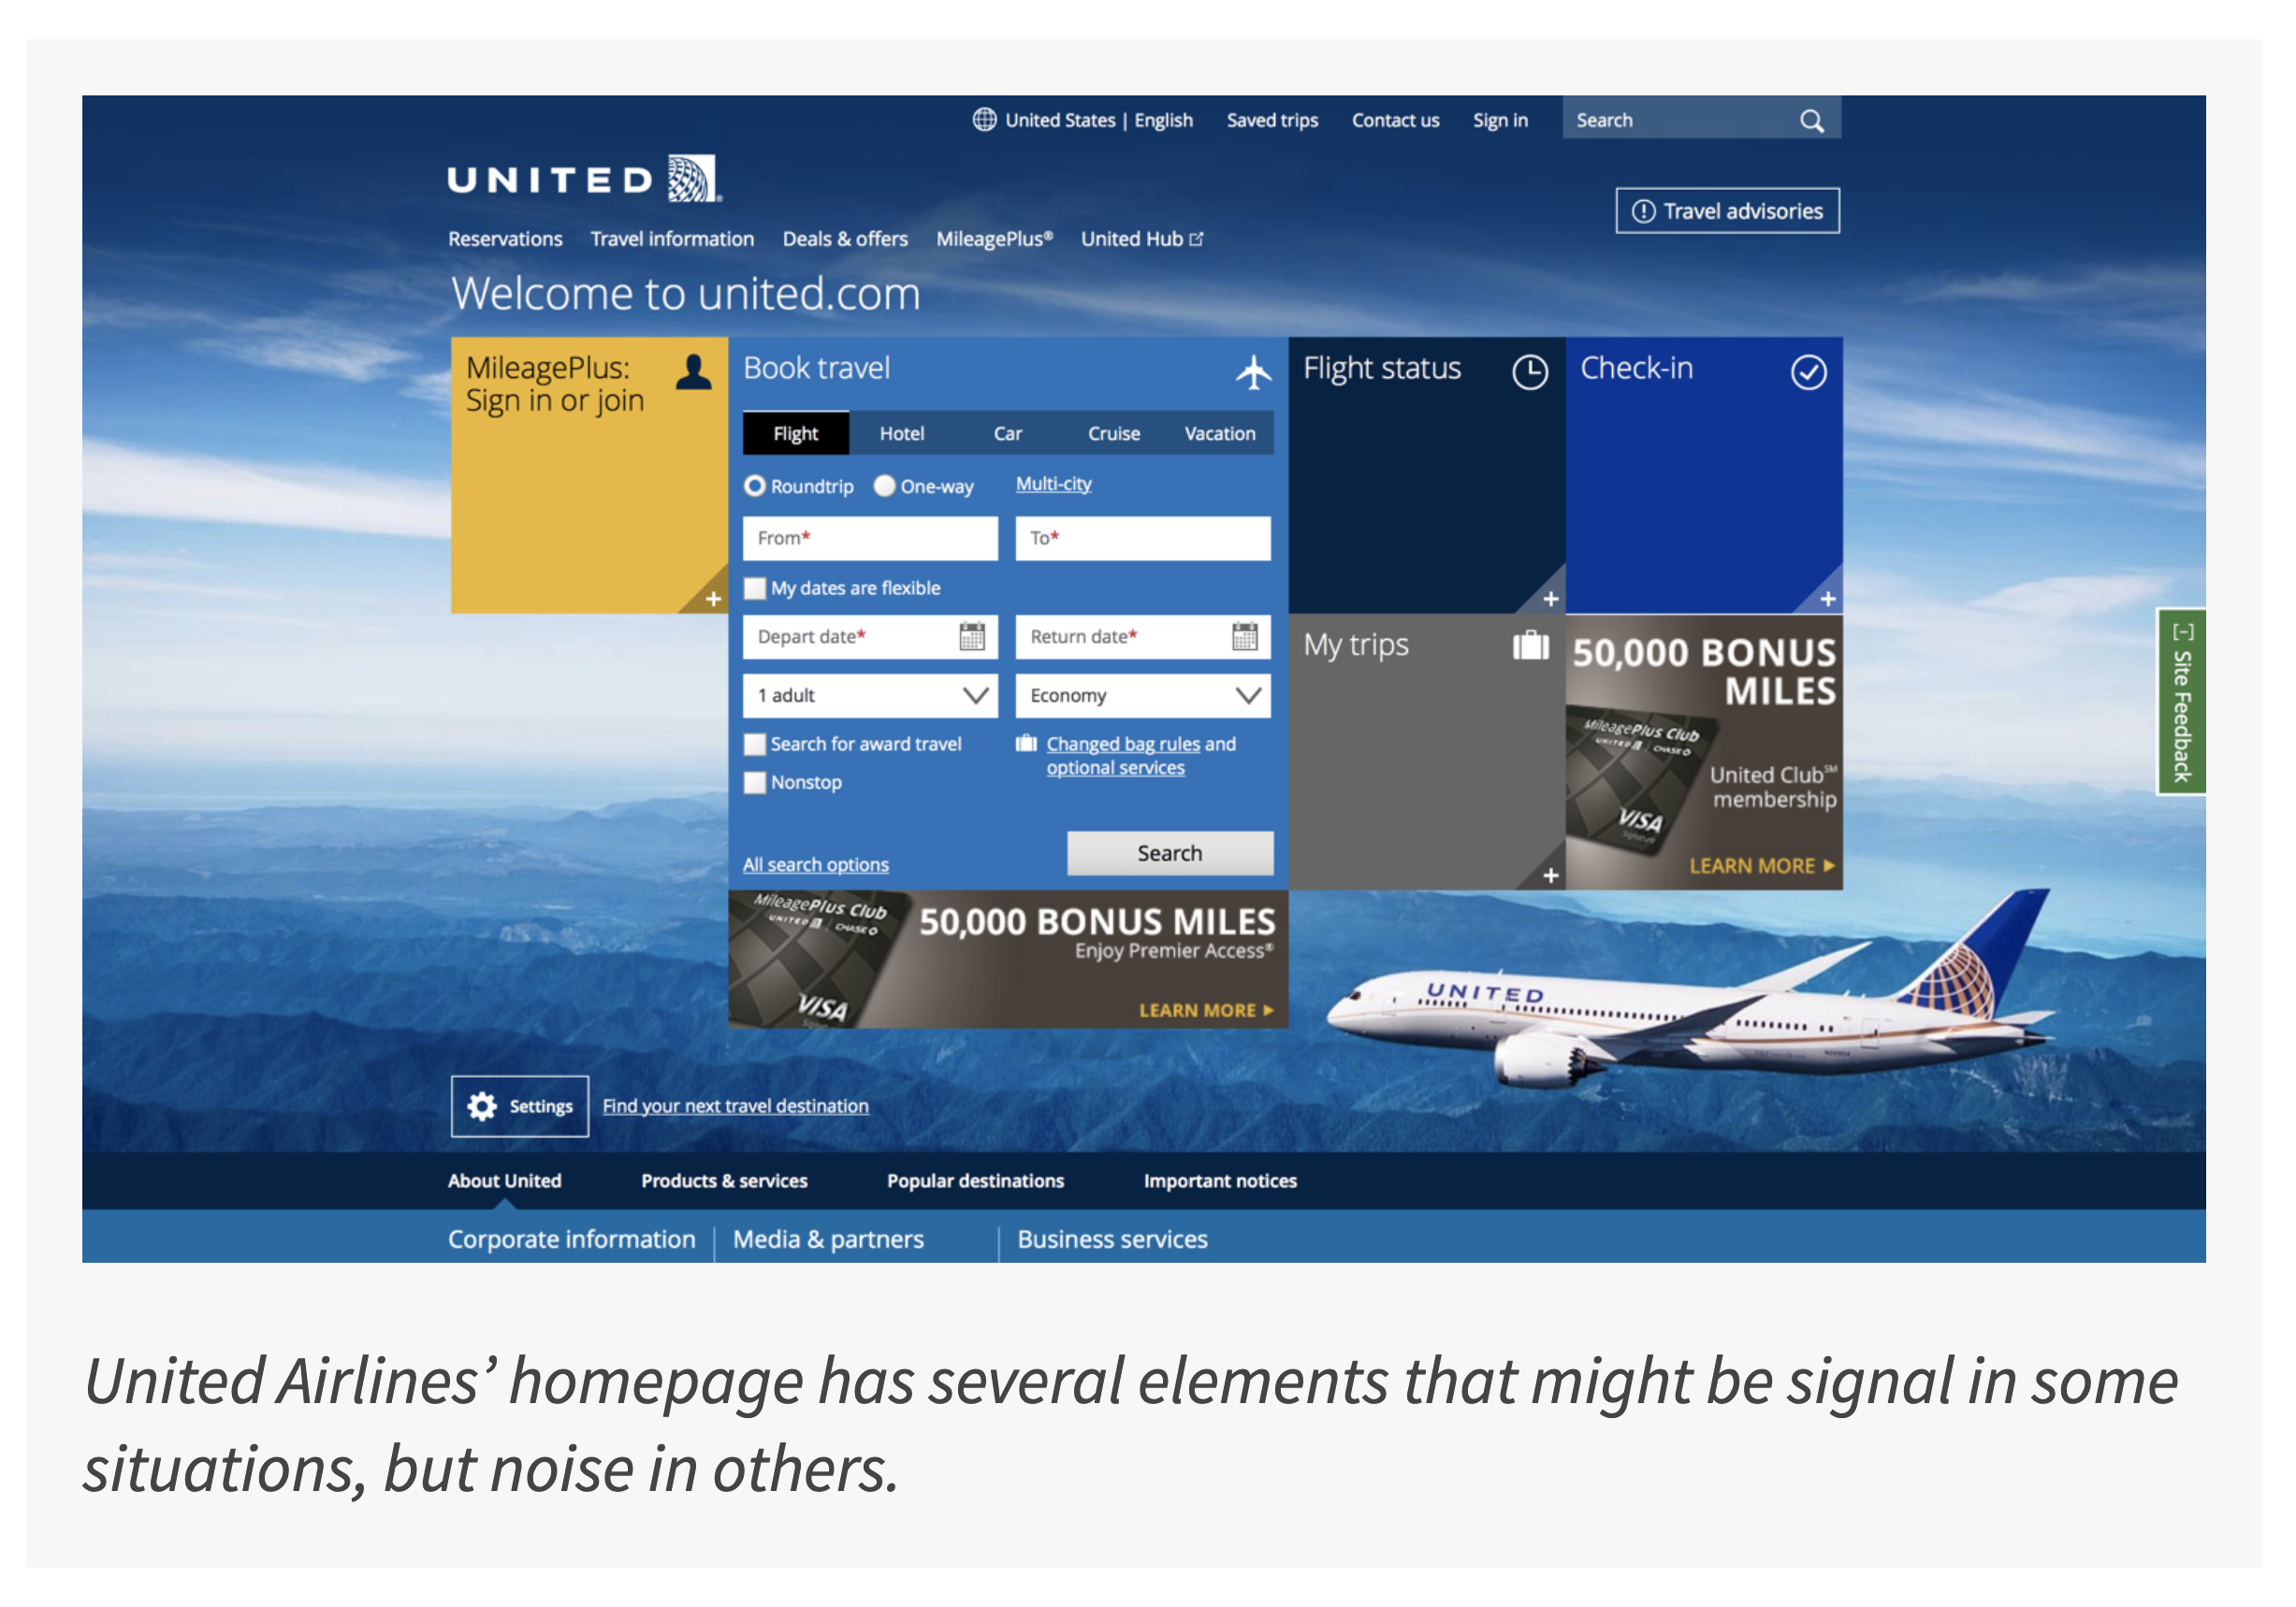 United States | English
Saved trips
Contact us
Sign in
Search
UNITED
Travel advisories
Reservations
Travel information
Deals & offers
MileagePlus®
United Hub
Welcome to united.com
MileagePlus:
Sign in or join
+
Book travel
Flight
Hotel
Car
Cruise
Vacation
Roundtrip
One-way
Multi-city
From*
To*
My dates are flexible
Depart date*
Return date*
1 adult
Economy
Search for award travel
Changed bag rules and
optional services
Nonstop
All search options
Search
Flight status
+
Check-in
+
My trips
+
50,000 BONUS
MILES
MileagePlus Club
UNITED CHASE
United Club℠
membership
VISA
Signature
LEARN MORE
MileagePlus Club
UNITED CHASE
50,000 BONUS MILES
Enjoy Premier Access®
VISA
LEARN MORE
UNITED
[-] Site Feedback
Settings
Find your next travel destination
About United
Products & services
Popular destinations
Important notices
Corporate information
Media & partners
Business services
United Airlines’ homepage has several elements that might be signal in some
situations, but noise in others.